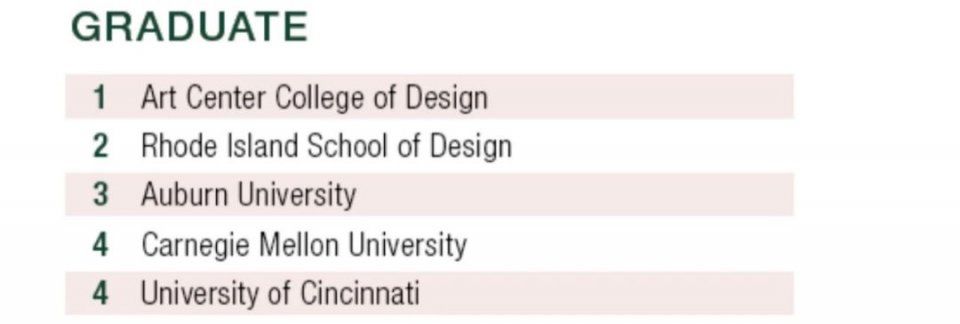 GRADUATE
1 Art Center College of Design
2 Rhode Island School of Design
3 Auburn University
4 Carnegie Mellon University
4 University of Cincinnati